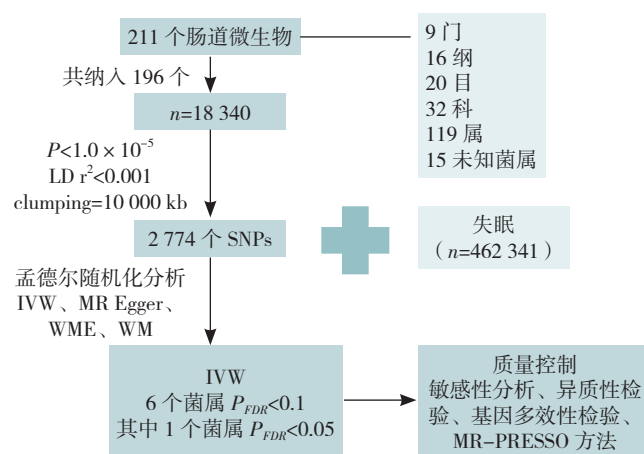 211 个肠道微生物
9 门
16 纲
20 目
32 科
119 属
15 未知菌属
共纳入 196 个
n=18 340
P<1.0 × 10⁻⁵
LD r²<0.001
clumping=10 000 kb
2 774 个 SNPs
失眠
（n=462 341）
孟德尔随机化分析
IVW、MR Egger、
WME、WM
IVW
6 个菌属 P_FDR<0.1
其中 1 个菌属 P_FDR<0.05
质量控制
敏感性分析、异质性检
验、基因多效性检验、
MR-PRESSO 方法